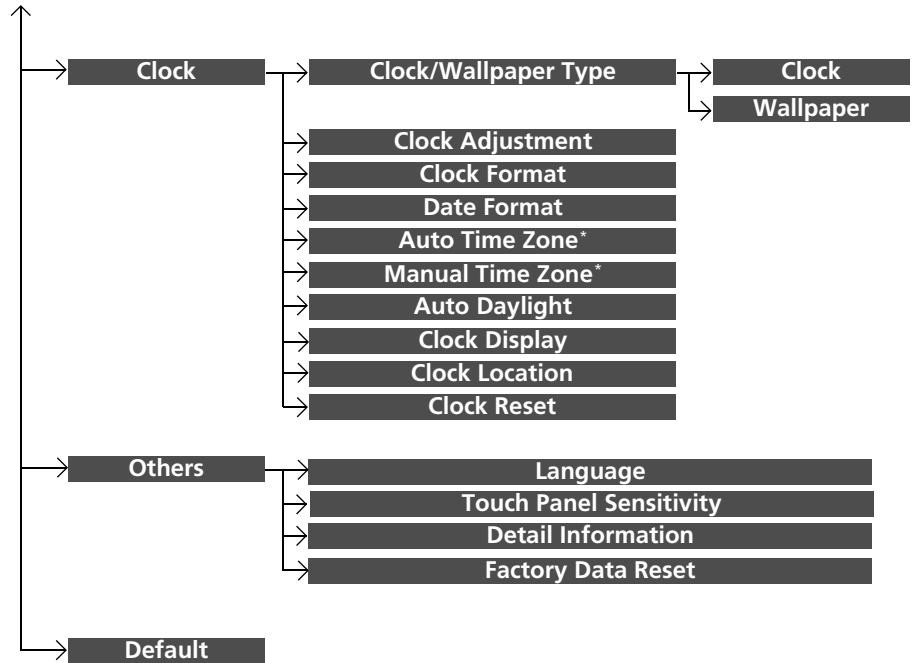 Clock
Clock/Wallpaper Type
Clock
Wallpaper
Clock Adjustment
Clock Format
Date Format
Auto Time Zone*
Manual Time Zone*
Auto Daylight
Clock Display
Clock Location
Clock Reset
Others
Language
Touch Panel Sensitivity
Detail Information
Factory Data Reset
Default